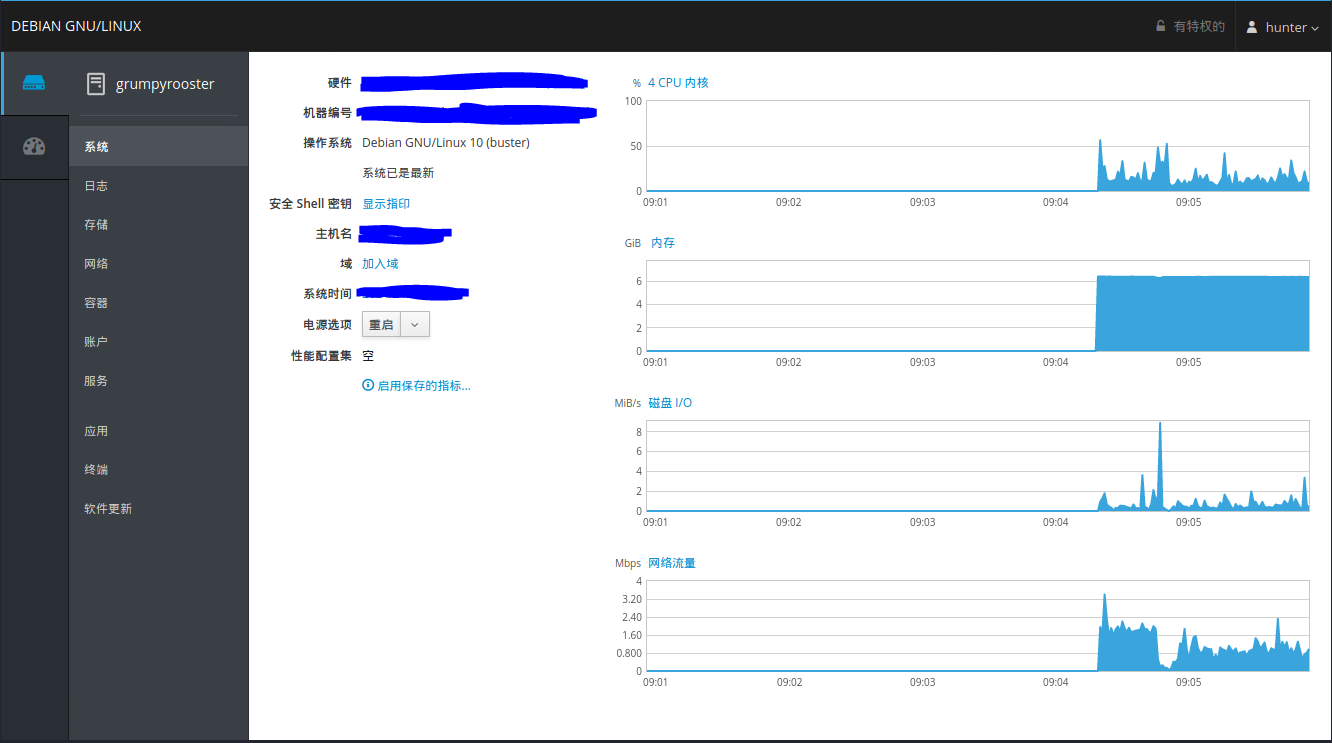 DEBIAN GNU/LINUX
有特权的
hunter
grumpyrooster
系统
日志
存储
网络
容器
账户
服务
应用
终端
软件更新
硬件
机器编号
操作系统 Debian GNU/Linux 10 (buster)
系统已是最新
安全 Shell 密钥 显示指印
主机名
域 加入域
系统时间
电源选项 重启
性能配置集 空
启用保存的指标...
% 4 CPU 内核
100
50
0
09:01 09:02 09:03 09:04 09:05
GiB 内存
6
4
2
0
09:01 09:02 09:03 09:04 09:05
MiB/s 磁盘 I/O
8
6
4
2
0
09:01 09:02 09:03 09:04 09:05
Mbps 网络流量
4
3.20
2.40
1.60
0.800
0
09:01 09:02 09:03 09:04 09:05